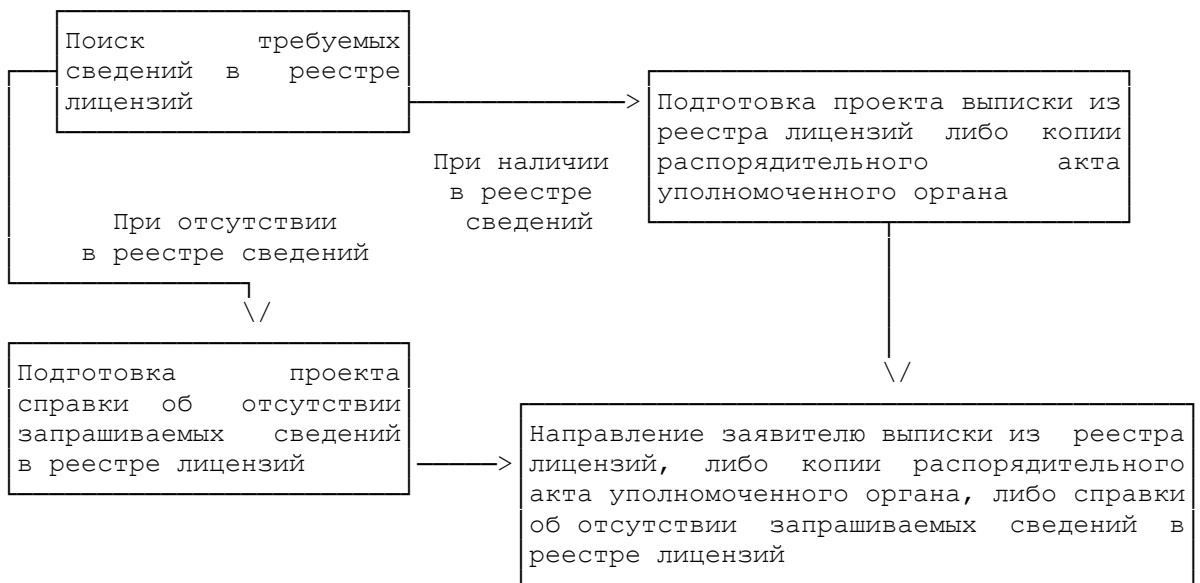 Поиск требуемых
сведений в реестре
лицензий
Подготовка проекта выписки из
реестра лицензий либо копии
распорядительного акта
уполномоченного органа
При наличии
в реестре
сведений
При отсутствии
в реестре сведений
Подготовка проекта
справки об отсутствии
запрашиваемых сведений
в реестре лицензий
Направление заявителю выписки из реестра
лицензий, либо копии распорядительного
акта уполномоченного органа, либо справки
об отсутствии запрашиваемых сведений в
реестре лицензий